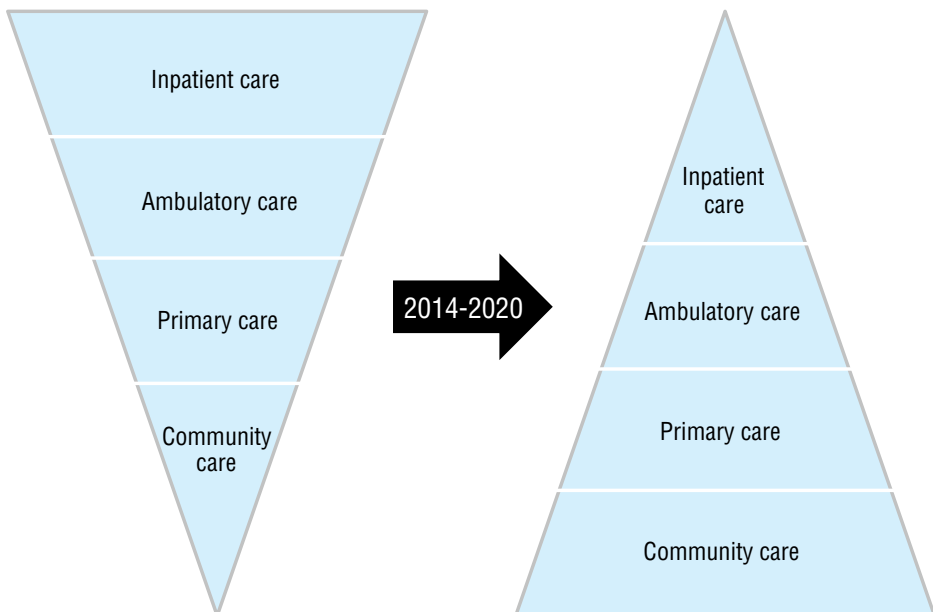 Inpatient care
Ambulatory care
Primary care
Community
care
2014-2020
Inpatient
care
Ambulatory care
Primary care
Community care